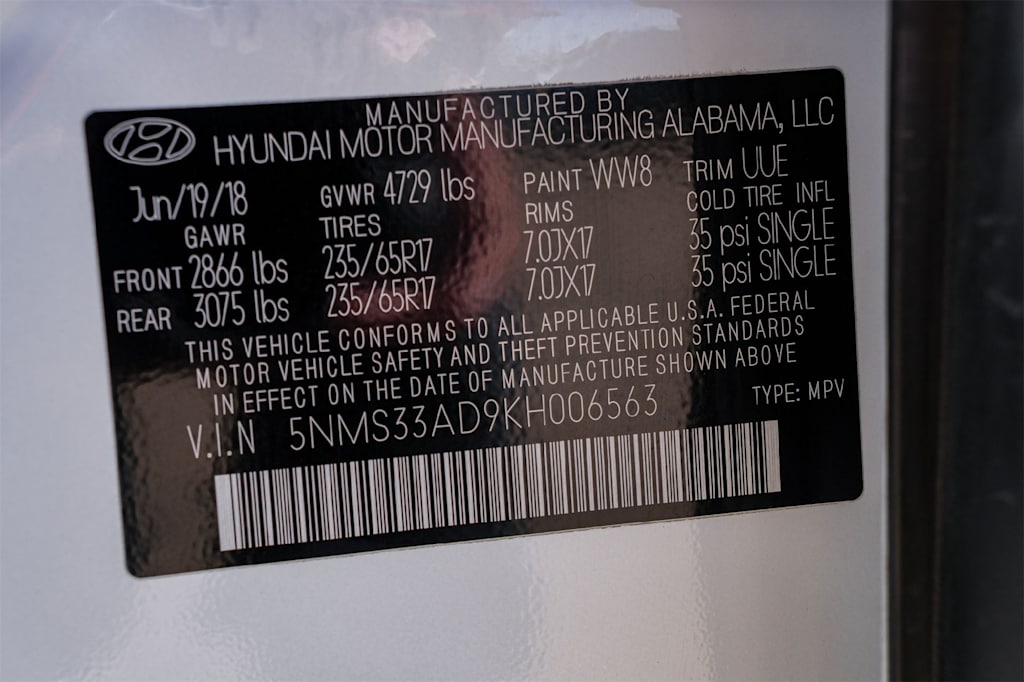 MANUFACTURED BY
HYUNDAI MOTOR MANUFACTURING ALABAMA, LLC
Jun/19/18 GVWR 4729 lbs PAINT WW8 TRIM UUE
GAWR TIRES RIMS COLD TIRE INFL
FRONT 2866 lbs 235/65R17 7.0JX17 35 psi SINGLE
REAR 3075 lbs 235/65R17 7.0JX17 35 psi SINGLE
THIS VEHICLE CONFORMS TO ALL APPLICABLE U.S.A. FEDERAL
MOTOR VEHICLE SAFETY AND THEFT PREVENTION STANDARDS
IN EFFECT ON THE DATE OF MANUFACTURE SHOWN ABOVE
V.I.N 5NMS33AD9KH006563 TYPE: MPV